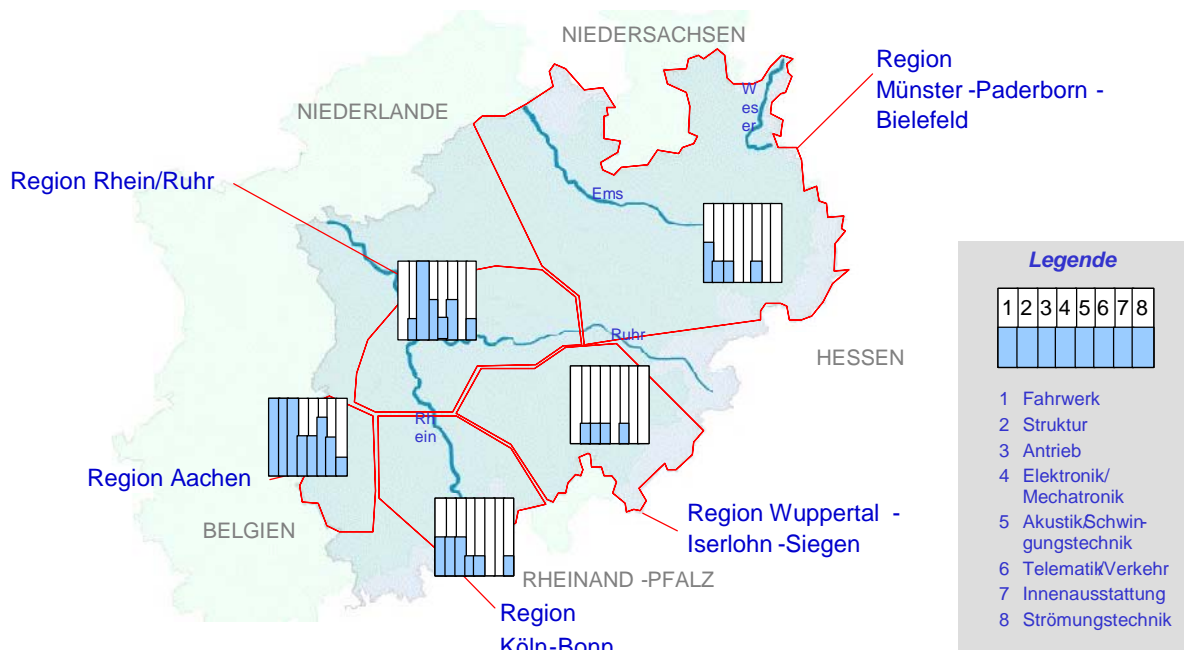 NIEDERSACHSEN
Region
Münster -Paderborn -
Bielefeld
NIEDERLANDE
W
es
er
Region Rhein/Ruhr
Ems
Legende
1 2 3 4 5 6 7 8
Ruhr
HESSEN
1 Fahrwerk
2 Struktur
3 Antrieb
4 Elektronik/
Mechatronik
5 Akustik/Schwin-
gungstechnik
6 Telematik/Verkehr
7 Innenausstattung
8 Strömungstechnik
Rh
ein
Region Aachen
BELGIEN
Region Wuppertal -
Iserlohn -Siegen
RHEINAND -PFALZ
Region
Köln-Bonn